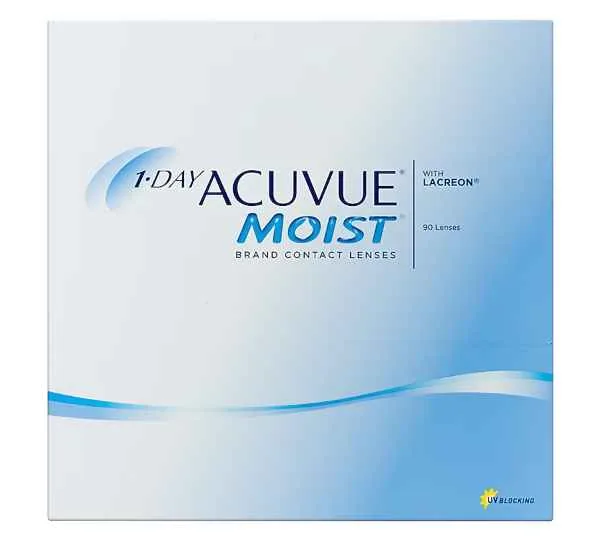 1·DAY ACUVUE®
MOIST®
BRAND CONTACT LENSES
WITH
LACREON®
90 Lenses
UV BLOCKING